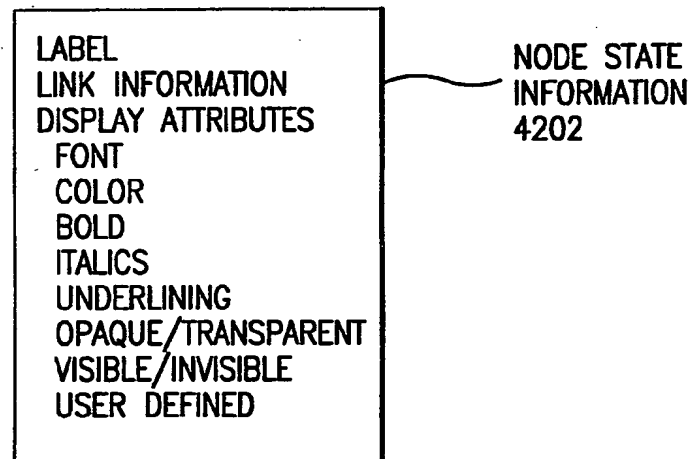 LABEL
LINK INFORMATION
DISPLAY ATTRIBUTES
FONT
COLOR
BOLD
ITALICS
UNDERLINING
OPAQUE/TRANSPARENT
VISIBLE/INVISIBLE
USER DEFINED
NODE STATE
INFORMATION
4202